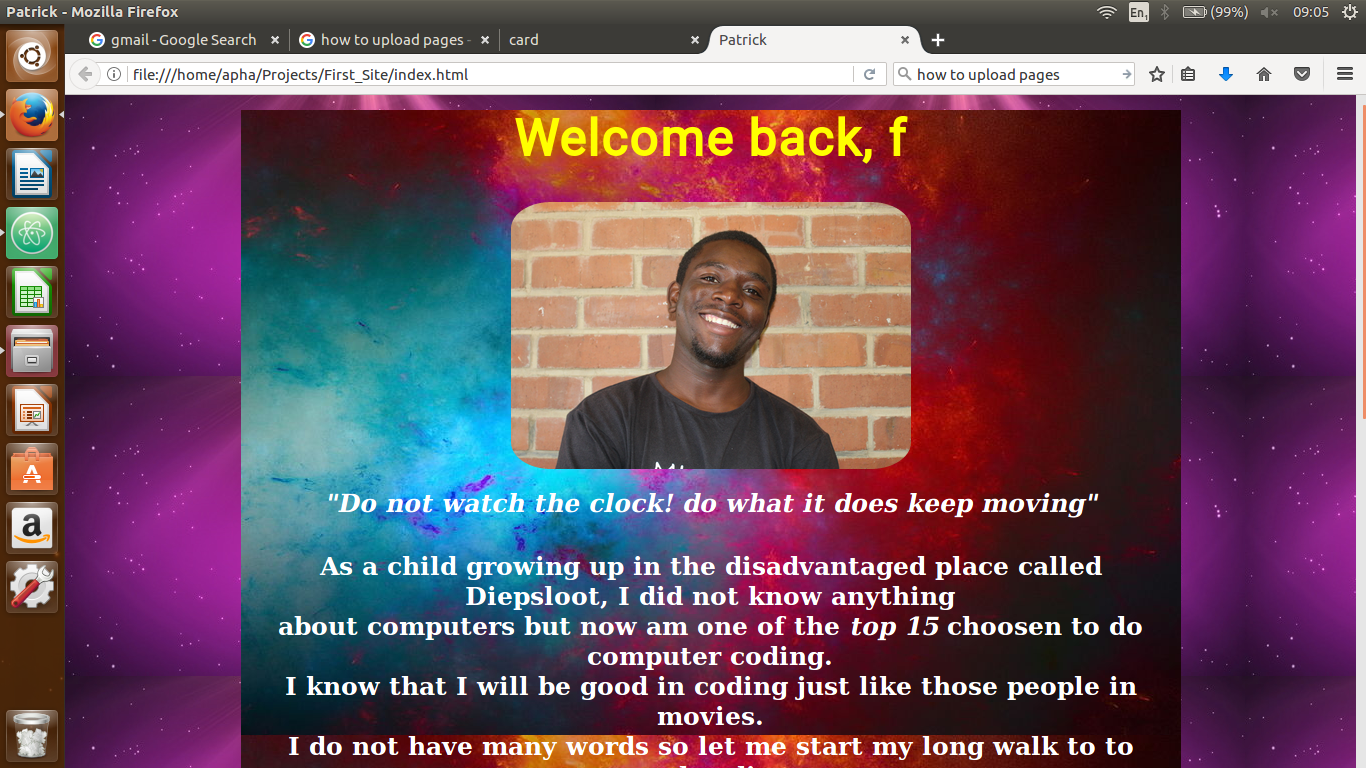 Patrick - Mozilla Firefox
En1
(99%)
09:05
gmail - Google Search
how to upload pages -
card
Patrick
file:///home/apha/Projects/First_Site/index.html
how to upload pages
Welcome back, f
"Do not watch the clock! do what it does keep moving"
As a child growing up in the disadvantaged place called
Diepsloot, I did not know anything
about computers but now am one of the top 15 choosen to do
computer coding.
I know that I will be good in coding just like those people in
movies.
I do not have many words so let me start my long walk to to